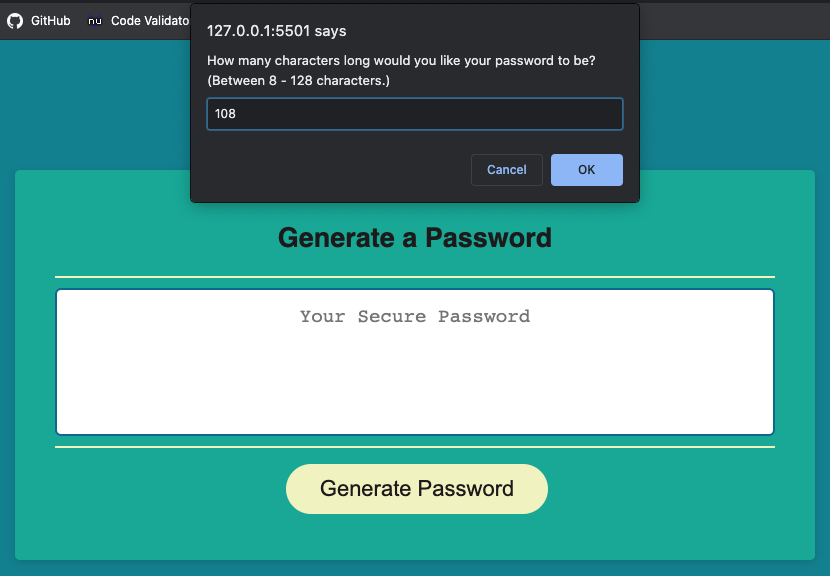 GitHub
nu Code Validato
127.0.0.1:5501 says
How many characters long would you like your password to be?
(Between 8 - 128 characters.)
108
Cancel OK
Generate a Password
Your Secure Password
Generate Password